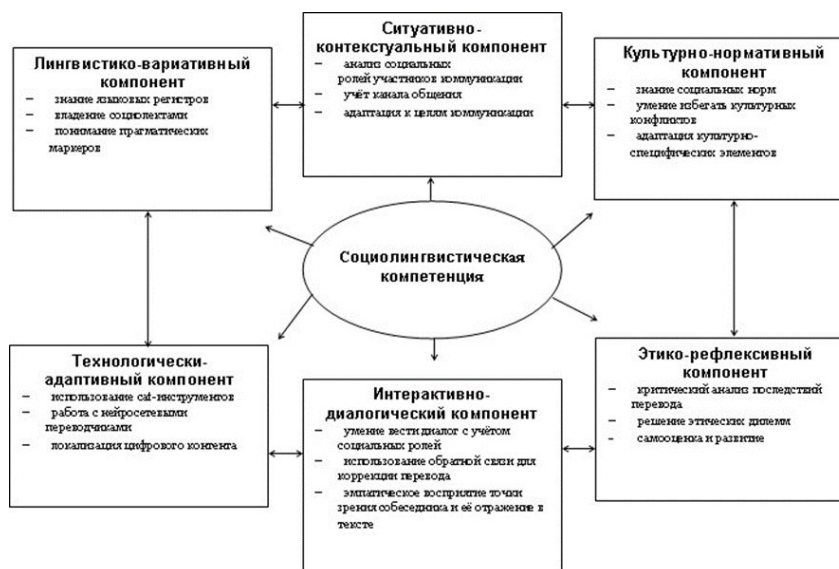 Лингвистико-вариативный
компонент
– знание языковых регистров
– владение социолектами
– понимание прагматических
маркеров
Ситуативно-
контекстуальный компонент
– анализ социальных
ролей участников коммуникации
– учёт канала общения
– адаптация к целям коммуникации
Культурно-нормативный
компонент
– знание социальных норм
– умение избегать культурных
конфликтов
– адаптация культурно-
специфических элементов
Социолингвистическая
компетенция
Технологически-
адаптивный компонент
– использование cat-инструментов
– работа с нейросетевыми
переводчиками
– локализация цифрового контента
Интерактивно-
диалогический компонент
– умение вести диалог с учётом
социальных ролей
– использование обратной связи для
коррекции перевода
– эмпатическое восприятие точки
зрения собеседника и её отражение в
тексте
Этико-рефлексивный
компонент
– критический анализ последствий
перевода
– решение этических дилемм
– самооценка и развитие